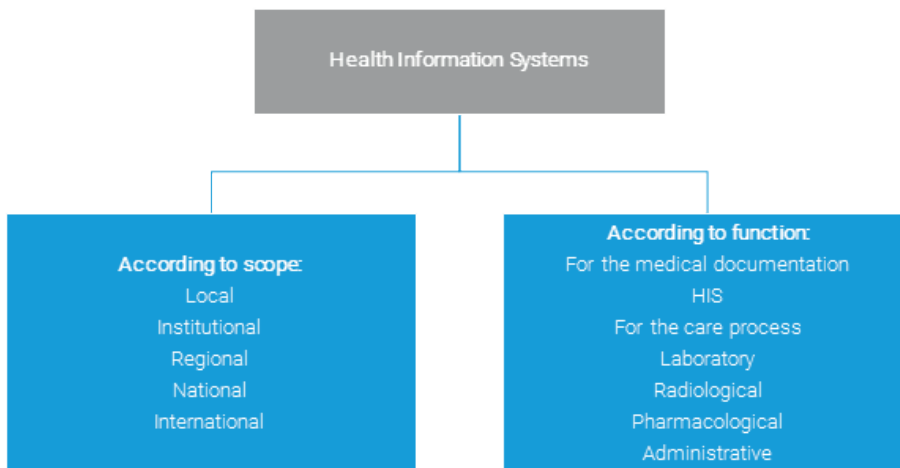 Health Information Systems
According to scope:
Local
Institutional
Regional
National
International
According to function:
For the medical documentation
HIS
For the care process
Laboratory
Radiological
Pharmacological
Administrative